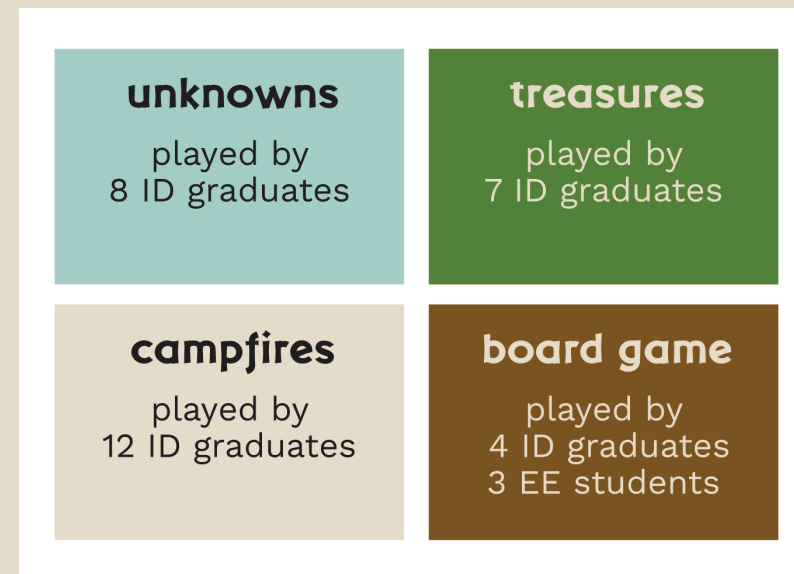 unknowns
played by
8 ID graduates
treasures
played by
7 ID graduates
campfires
played by
12 ID graduates
board game
played by
4 ID graduates
3 EE students